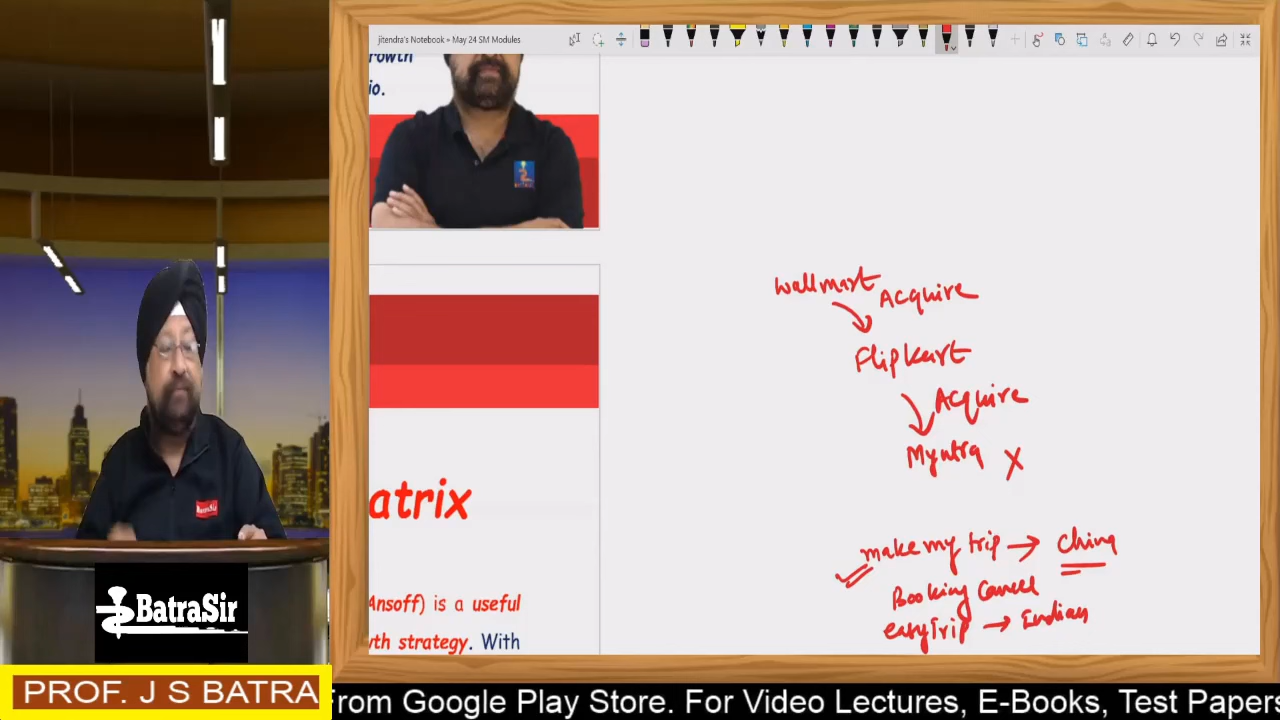 jitendra's Notebook » May 24 SM Modules
rowth
io.
Wallmart Acquire
Flipkart
Acquire
Myntra X
atrix
make my trip → China
Booking Cancel
easyTrip → Indian
Ansoff) is a useful
wth strategy. With
BatraSir
PROF. J S BATRA
From Google Play Store. For Video Lectures, E-Books, Test Papers